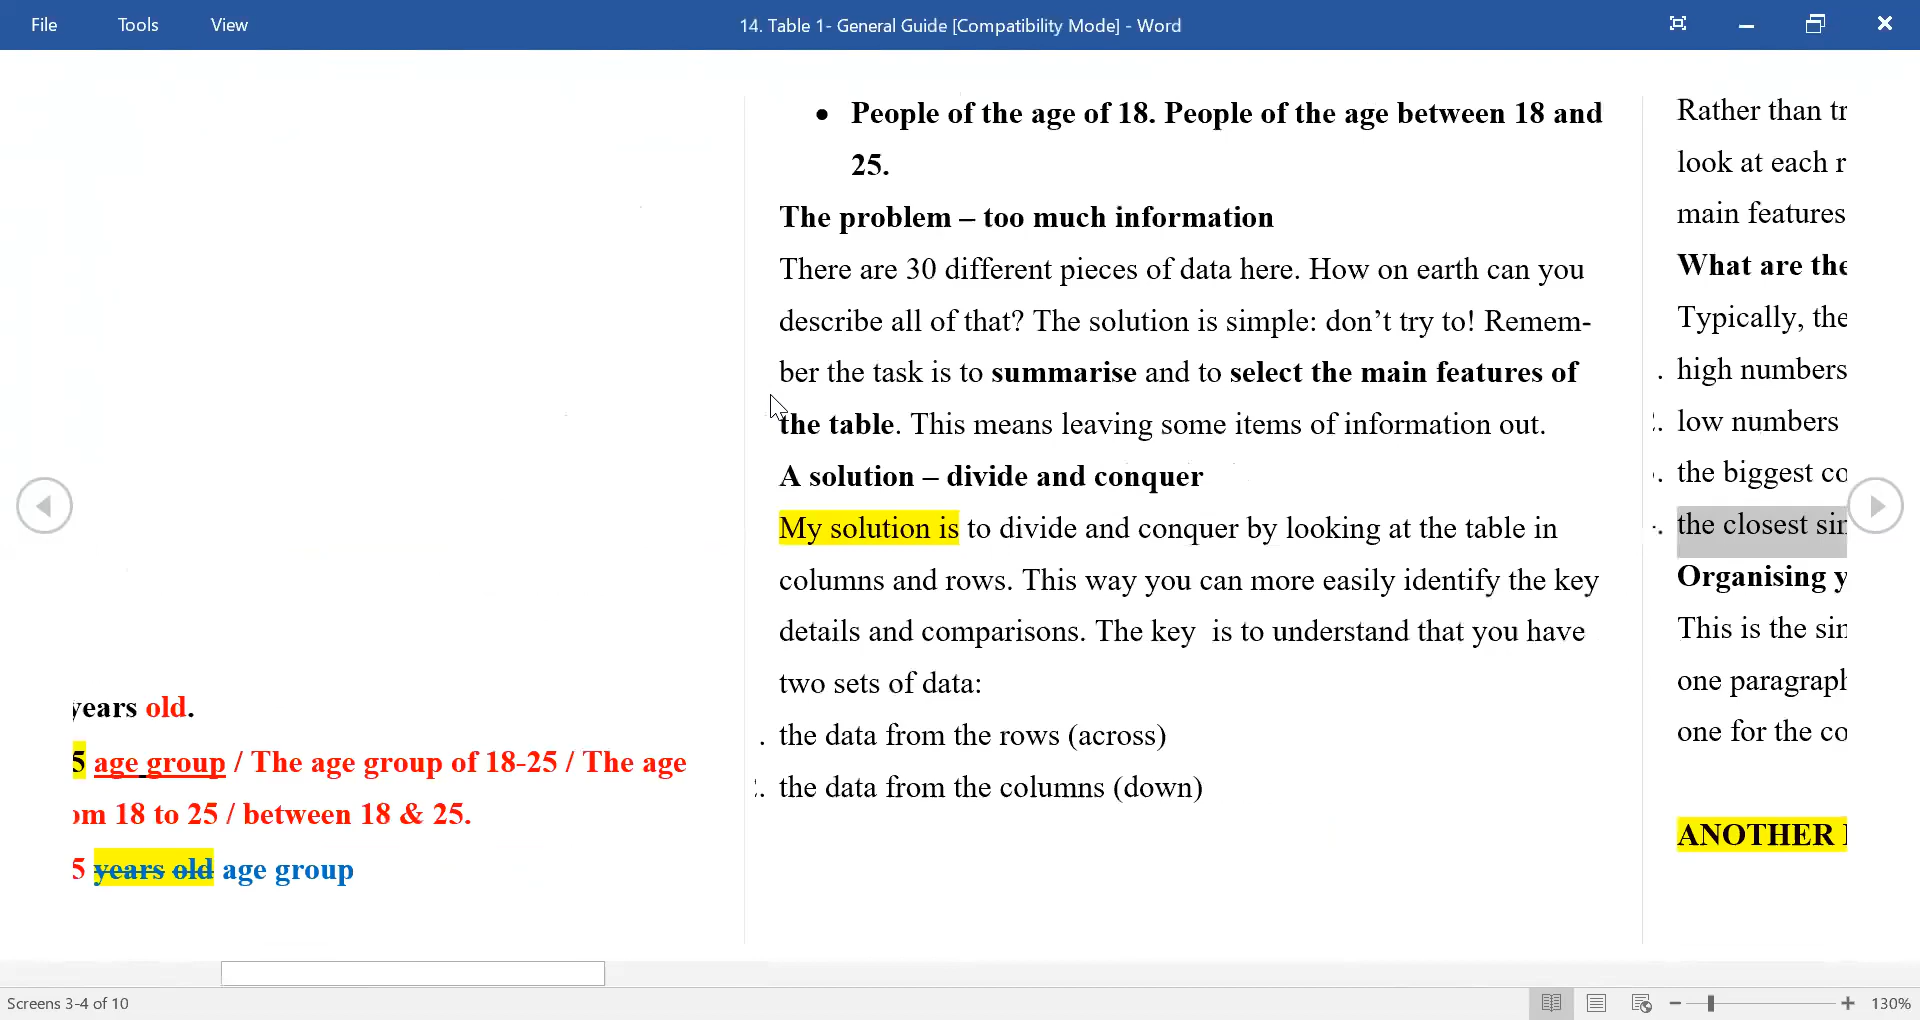 File Tools View 14. Table 1- General Guide [Compatibility Mode] - Word
years old.
5 age group / The age group of 18-25 / The age
18 to 25 / between 18 & 25.
5 years old age group
• People of the age of 18. People of the age between 18 and
25.
The problem – too much information
There are 30 different pieces of data here. How on earth can you
describe all of that? The solution is simple: don’t try to! Remem-
ber the task is to summarise and to select the main features of
the table. This means leaving some items of information out.
A solution – divide and conquer
My solution is to divide and conquer by looking at the table in
columns and rows. This way you can more easily identify the key
details and comparisons. The key is to understand that you have
two sets of data:
. the data from the rows (across)
. the data from the columns (down)
Rather than
look at each
main features
What are the
Typically, the
. high numbers
. low numbers
. the biggest
. the closest
Organising
This is the
one
one for the
ANOTHER
Screens 3-4 of 10 130%